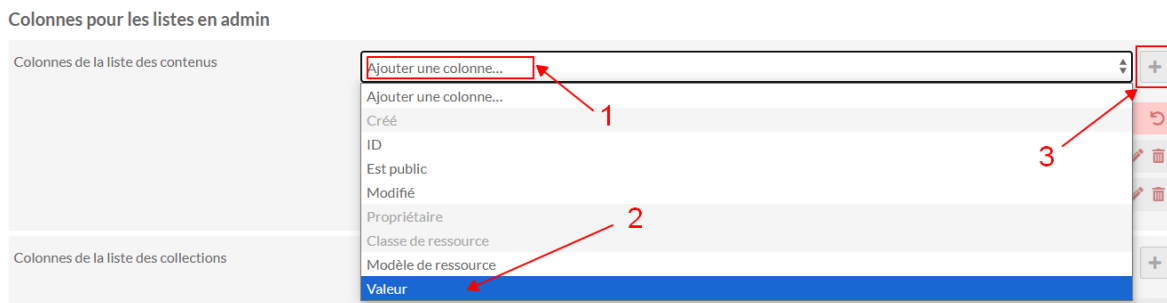 Colonnes pour les listes en admin
Colonnes de la liste des contenus
Ajouter une colonne...
Ajouter une colonne...
1
Créé
ID
Est public
3
Modifié
Propriétaire
2
Classe de ressource
Colonnes de la liste des collections
Modèle de ressource
Valeur